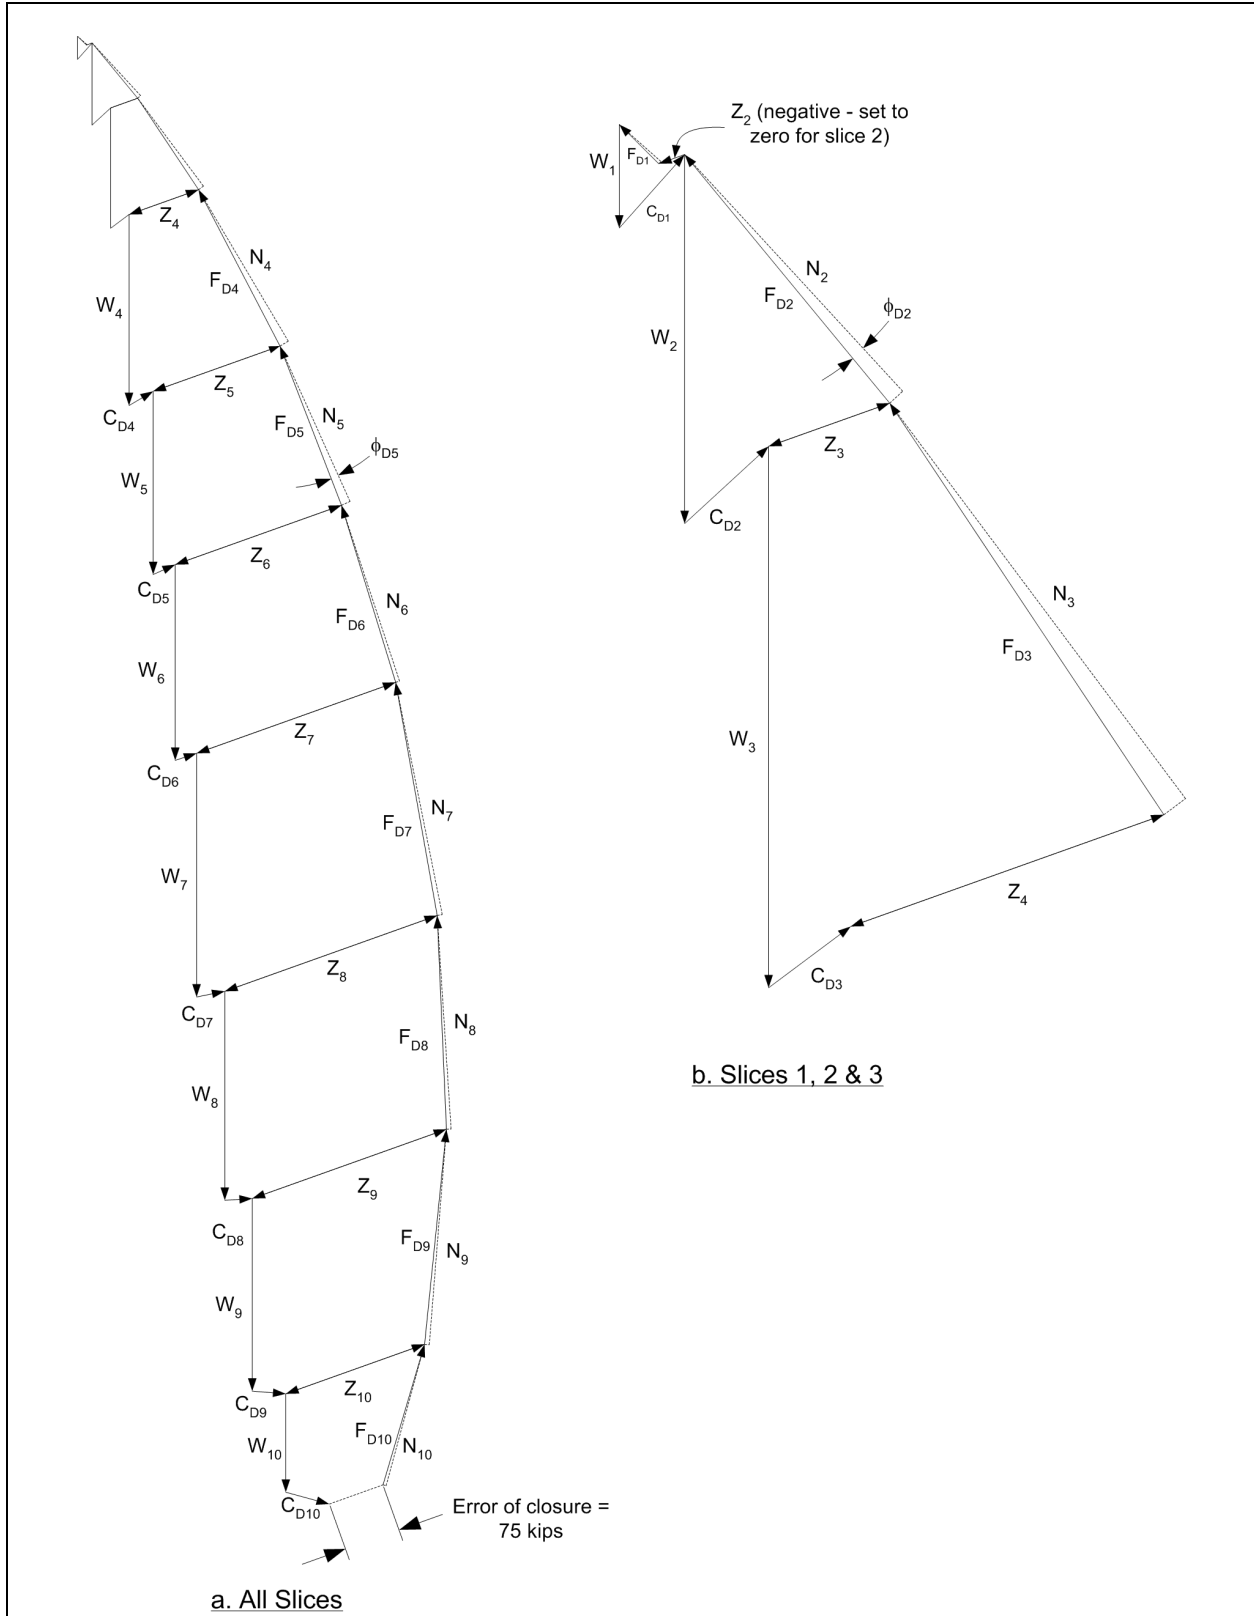 Z4
N4
FD4
W4
Z5
CD4
N5
FD5
ϕD5
W5
Z6
CD5
N6
FD6
W6
Z7
CD6
N7
FD7
W7
Z8
CD7
N8
FD8
W8
Z9
CD8
FD9
N9
W9
Z10
CD9
FD10
N10
W10
CD10
Error of closure =
75 kips
a. All Slices
Z2 (negative - set to
zero for slice 2)
W1
FD1
CD1
N2
FD2
ϕD2
W2
Z3
CD2
N3
FD3
W3
Z4
CD3
b. Slices 1, 2 & 3